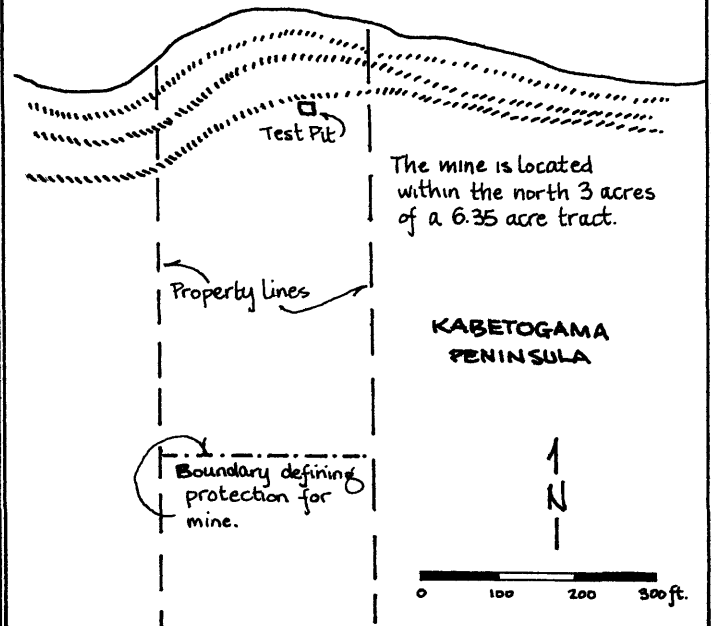 Test Pit
The mine is located
within the north 3 acres
of a 6.35 acre tract.
Property lines
KABETOGAMA
PENINSULA
Boundary defining
protection for
mine.
N
0 100 200 300 ft.